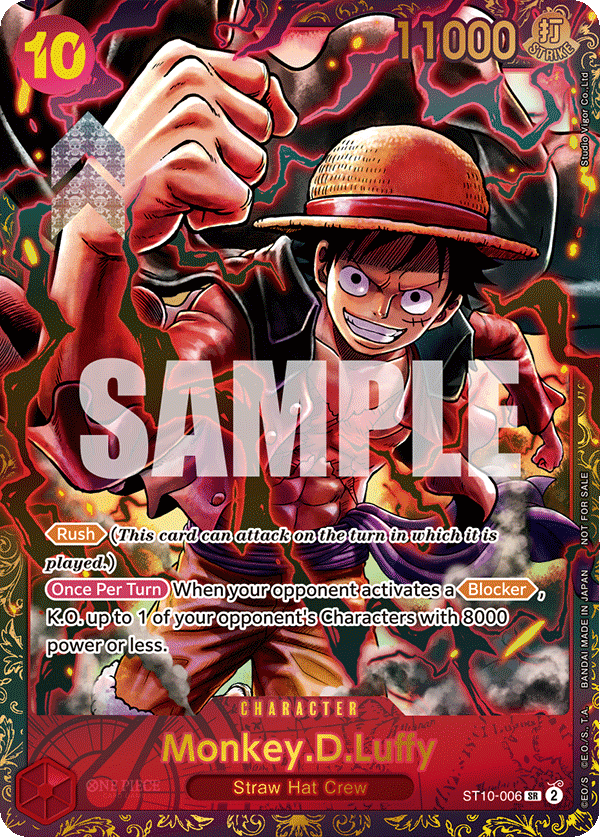 10
11000
打
STRIKE
Studio Vigor Co.,Ltd
SAMPLE
Rush (This card can attack on the turn in which it is
played.)
Once Per Turn When your opponent activates a Blocker ,
K.O. up to 1 of your opponent's Characters with 8000
power or less.
CHARACTER
Monkey.D.Luffy
Straw Hat Crew
ONE PIECE
ST10-006 SR 2
©E.O/S ©E.O./S. T.A. BANDAI MADE IN JAPAN NOT FOR SALE